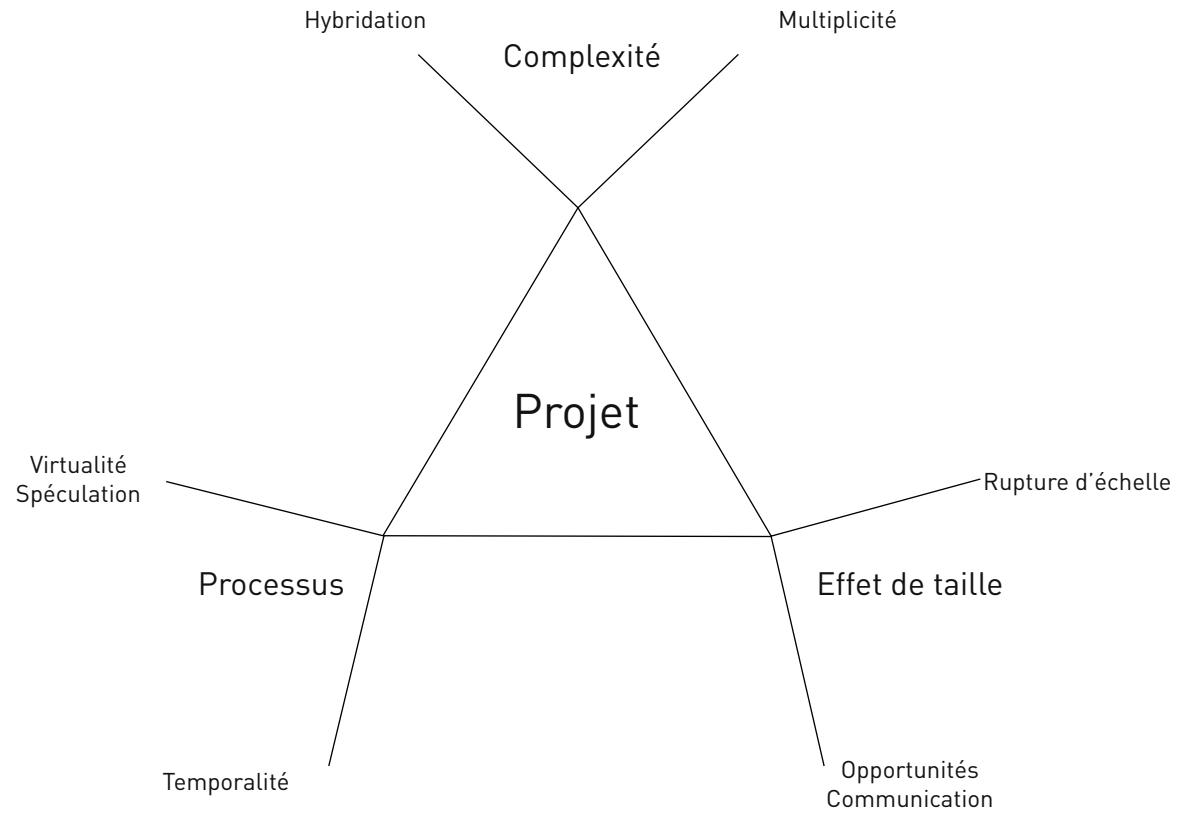 Hybridation
Multiplicité
Complexité
Projet
Virtualité
Spéculation
Rupture d'échelle
Processus
Effet de taille
Temporalité
Opportunités
Communication